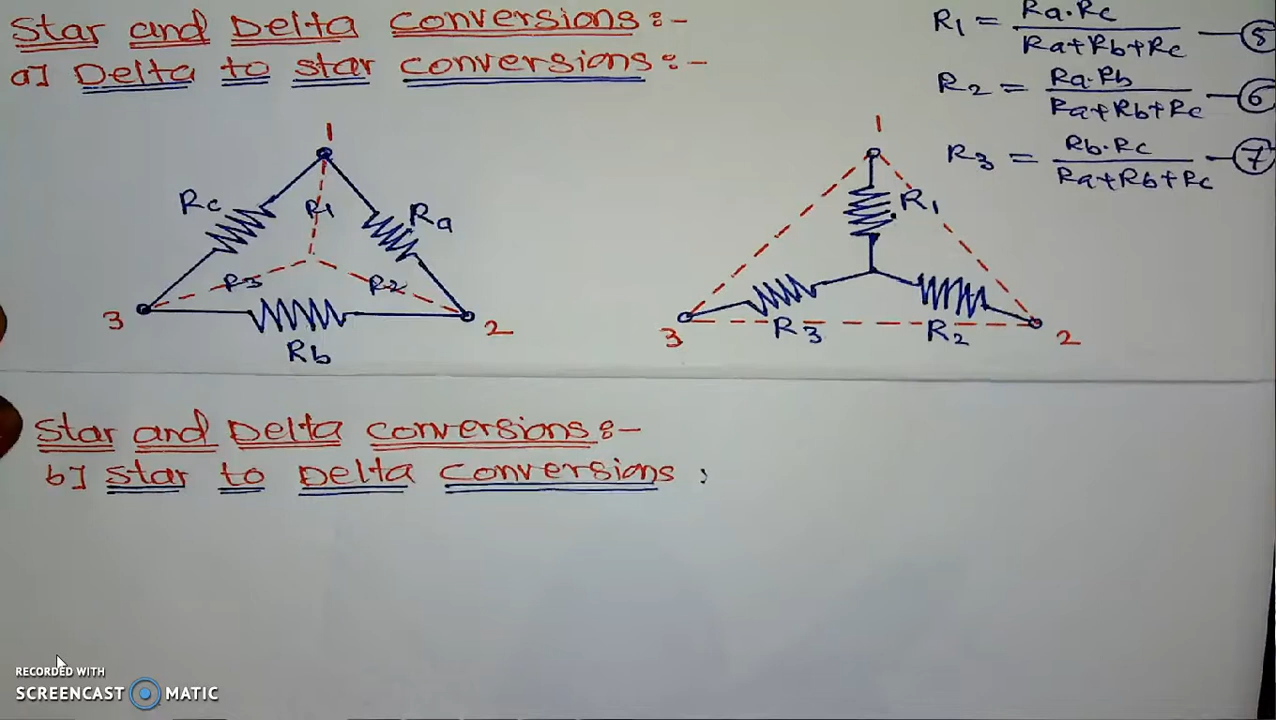 Star and Delta conversions :-
a] Delta to star conversions :-
R1 = Ra.Rc / Ra+Rb+Rc — 5
R2 = Ra.Rb / Ra+Rb+Rc — 6
R3 = Rb.Rc / Ra+Rb+Rc — 7
1
Rc
R1
Ra
R3
R2
3
2
Rb
1
R1
3
R3
R2
2
Star and Delta conversions :-
b] Star to Delta conversions :
RECORDED WITH
SCREENCAST MATIC